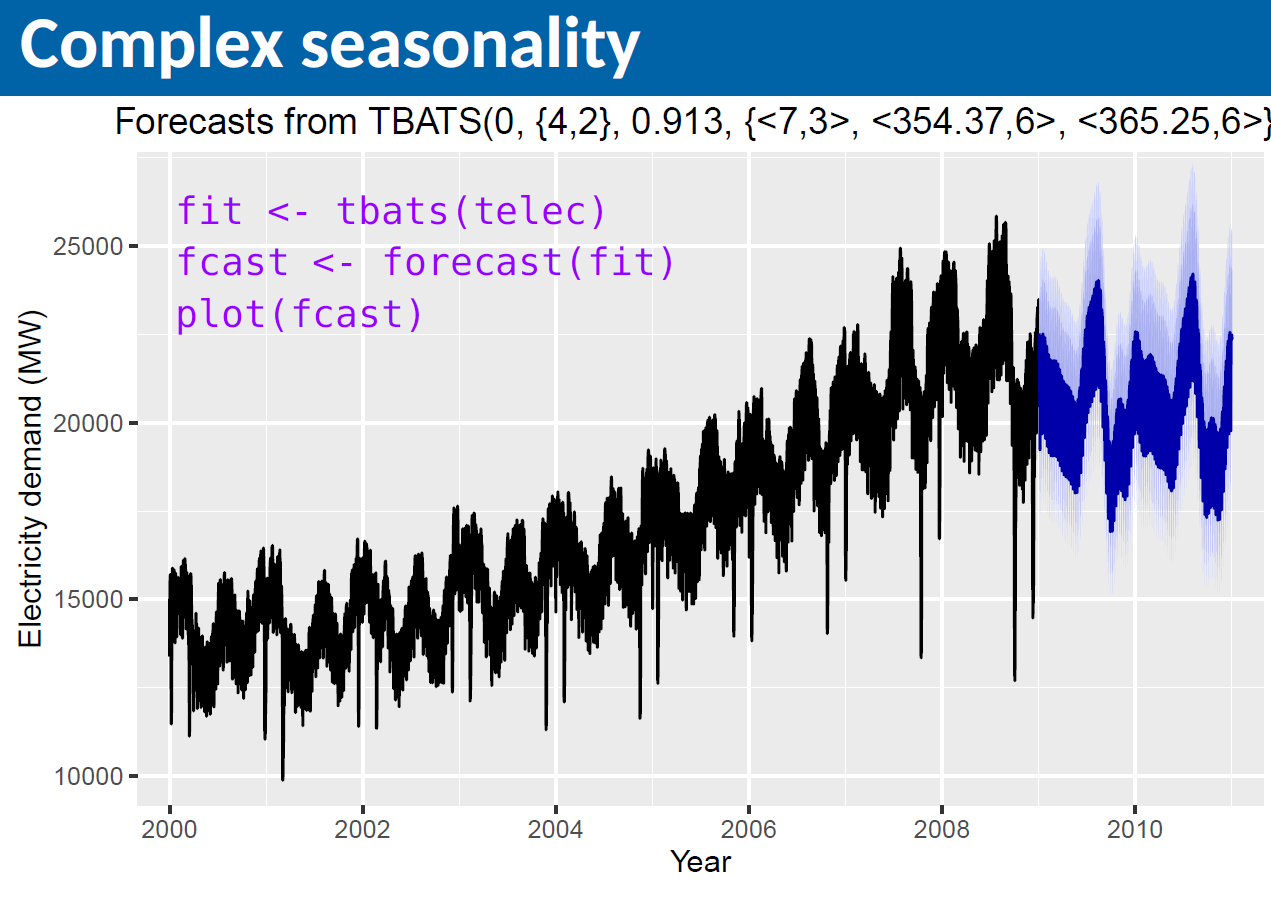 Complex seasonality
Forecasts from TBATS(0, {4,2}, 0.913, {<7,3>, <354.37,6>, <365.25,6>}
fit <- tbats(telec)
fcast <- forecast(fit)
plot(fcast)
25000
20000
15000
10000
Electricity demand (MW)
2000 2002 2004 2006 2008 2010
Year